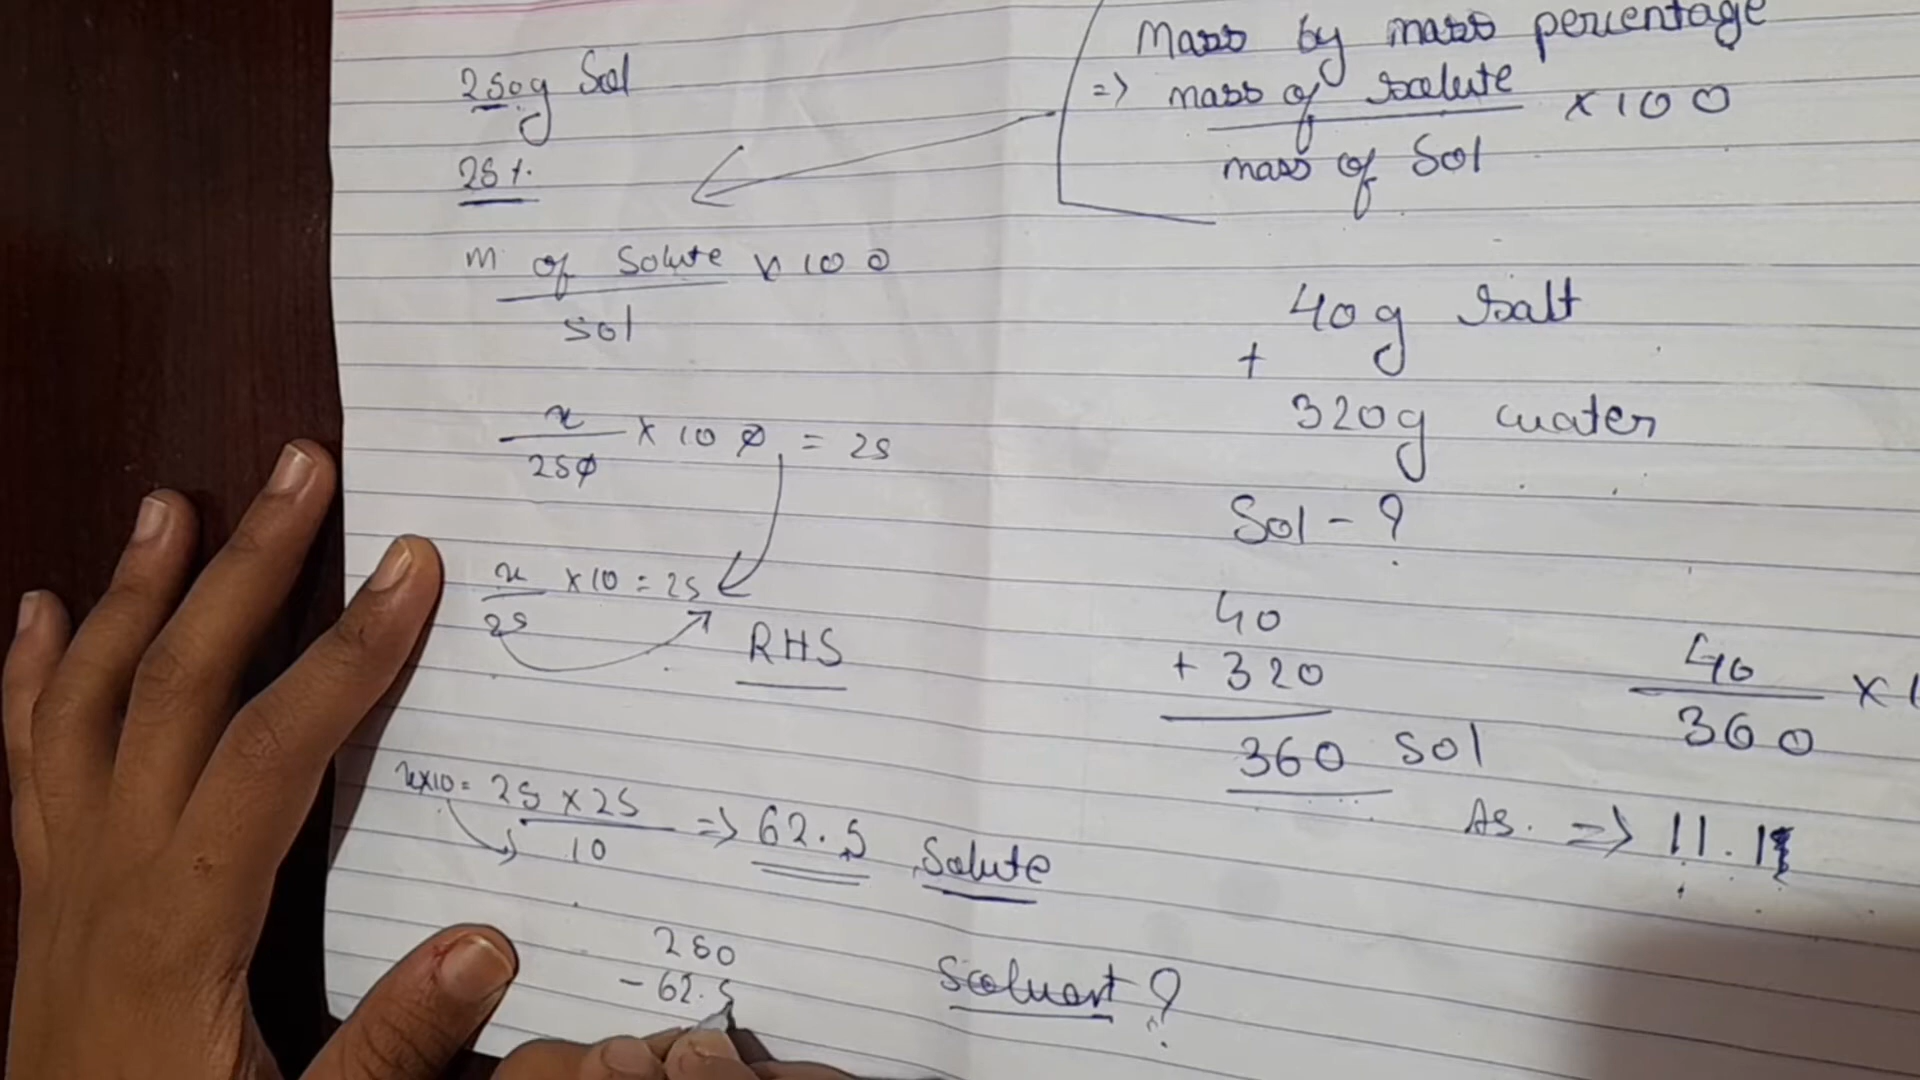 250g Sol
25 %
m of Solute x 100
sol
x
250 x 100 = 25
x
25 x 10 = 25
RHS
x x 10 = 25 x 25
10
=> 62.5 Solute
250
- 62.5
Solvent ?
Mass by mass percentage
=> mass of solute x 100
mass of Sol
40g Salt
+
320g water
Sol - ?
40
+ 320
360 Sol
40
360
As. => 11.1